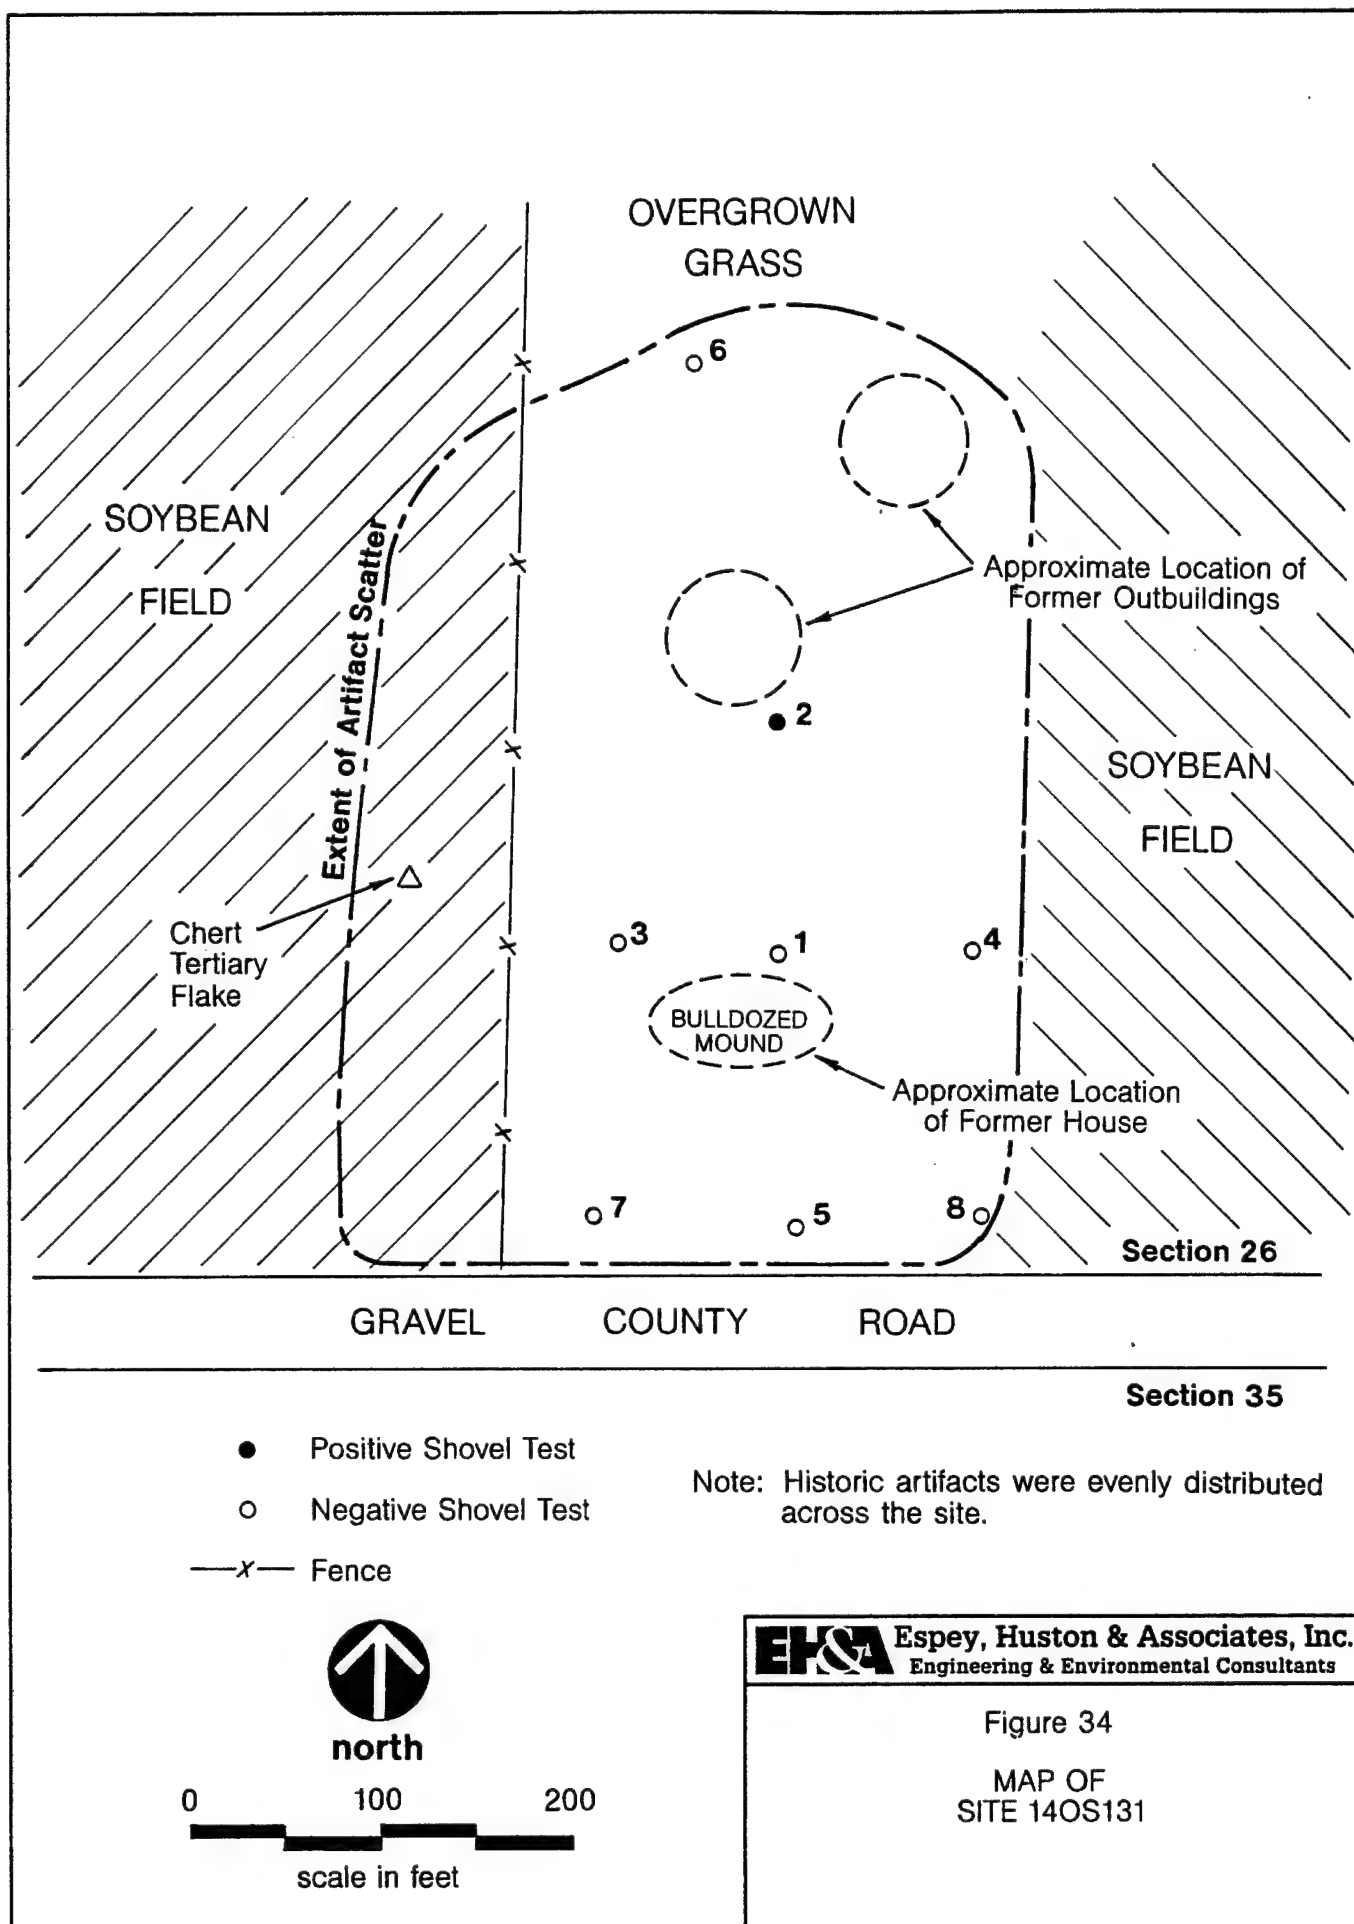 OVERGROWN
GRASS
6
SOYBEAN
FIELD
Extent of Artifact Scatter
Approximate Location of
Former Outbuildings
2
SOYBEAN
FIELD
Chert
Tertiary
Flake
3
1
4
BULLDOZED
MOUND
Approximate Location
of Former House
7
5
8
Section 26
GRAVEL COUNTY ROAD
Section 35
Positive Shovel Test
Negative Shovel Test
—x— Fence
Note: Historic artifacts were evenly distributed
across the site.
north
0 100 200
scale in feet
EH&A Espey, Huston & Associates, Inc.
Engineering & Environmental Consultants
Figure 34
MAP OF
SITE 14OS131